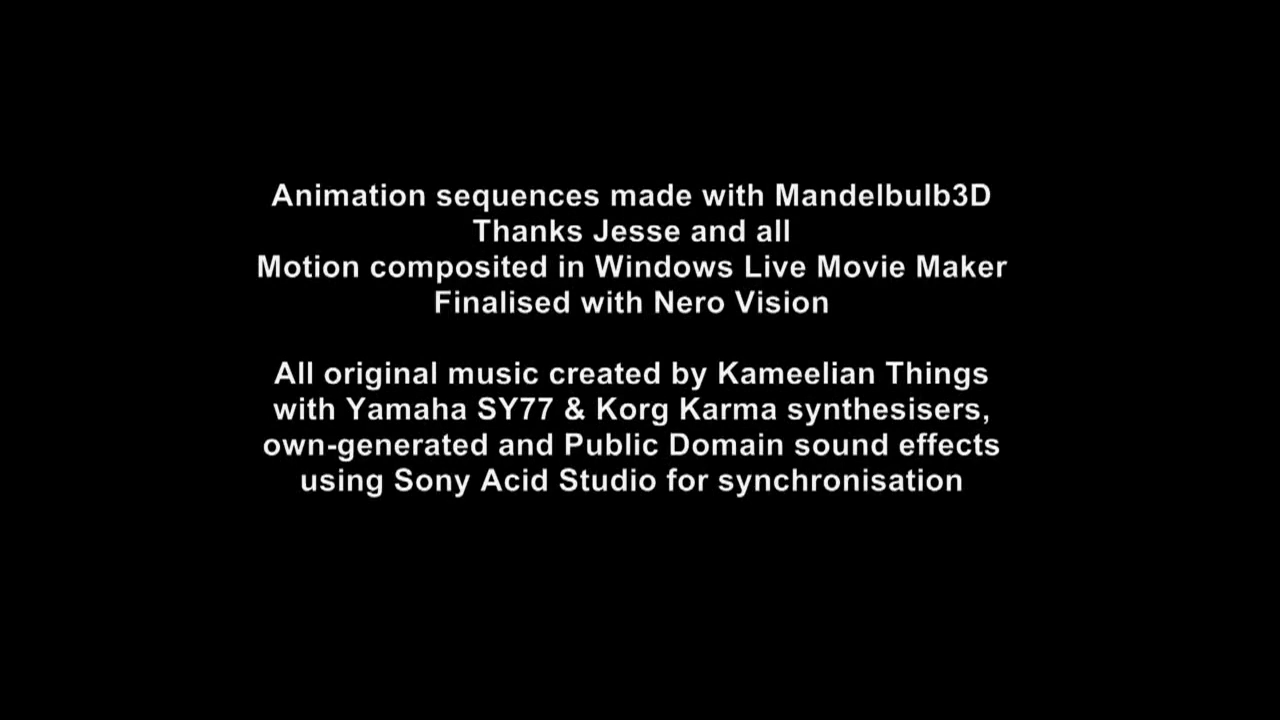 Animation sequences made with Mandelbulb3D
Thanks Jesse and all
Motion composited in Windows Live Movie Maker
Finalised with Nero Vision
All original music created by Kameelian Things
with Yamaha SY77 & Korg Karma synthesisers,
own-generated and Public Domain sound effects
using Sony Acid Studio for synchronisation